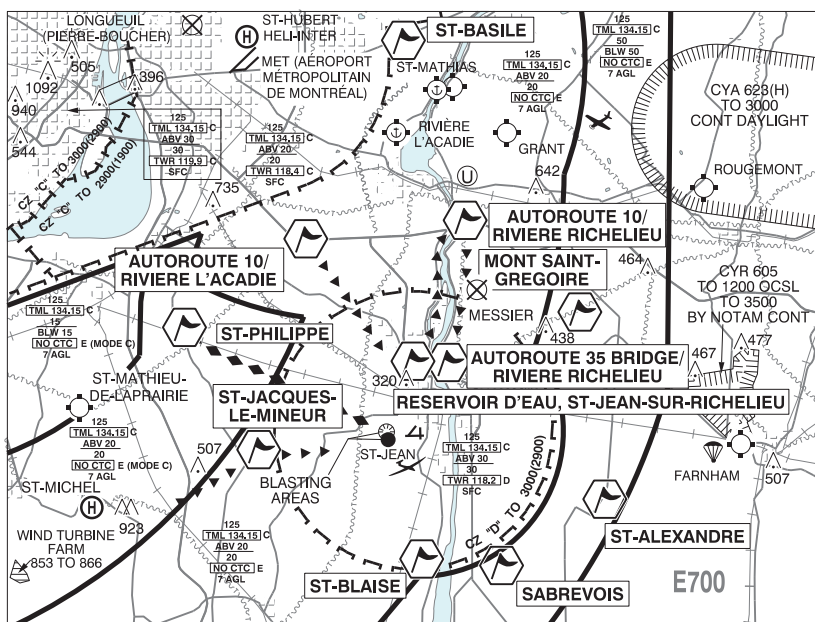 LONGUEUIL
(PIERRE-BOUCHER)
505
1092
396
940
544
ST-HUBERT
HELI-INTER
H
MET (AÉROPORT
MÉTROPOLITAIN
DE MONTRÉAL)
ST-BASILE
ST-MATHIAS
125
TML 134.15 C
ABV 20
20
NO CTC E
7 AGL
125
TML 134.15 C
50
BLW 50
NO CTC E
7 AGL
CYA 623(H)
TO 3000
CONT DAYLIGHT
RIVIÈRE
L'ACADIE
GRANT
ROUGEMONT
642
U
125
TML 134.15 C
ABV 30
30
TWR 119.9 C
SFC
125
TML 134.15 C
ABV 20
20
TWR 118.4 C
SFC
735
CZ "C" TO 3000(2900)
CZ "C" TO 2900(1900)
AUTOROUTE 10/
RIVIERE L'ACADIE
AUTOROUTE 10/
RIVIERE RICHELIEU
MONT SAINT-
GREGOIRE
464
CYR 605
TO 1200 OCSL
TO 3500
BY NOTAM CONT
MESSIER
438
477
467
125
TML 134.15 C
15
BLW 15
NO CTC E (MODE C)
7 AGL
ST-PHILIPPE
AUTOROUTE 35 BRIDGE/
RIVIERE RICHELIEU
320
ST-MATHIEU-
DE-LAPRAIRIE
ST-JACQUES-
LE-MINEUR
RESERVOIR D'EAU, ST-JEAN-SUR-RICHELIEU
125
TML 134.15 C
ABV 20
20
NO CTC E (MODE C)
7 AGL
507
ST-JEAN
BLASTING
AREAS
125
TML 134.15 C
ABV 30
30
TWR 118.2 D
SFC
FARNHAM
507
ST-MICHEL
H
923
WIND TURBINE
FARM
853 TO 866
125
TML 134.15 C
ABV 20
20
NO CTC E
7 AGL
CZ "D" TO 3000(2900)
ST-ALEXANDRE
ST-BLAISE
SABREVOIS
E700